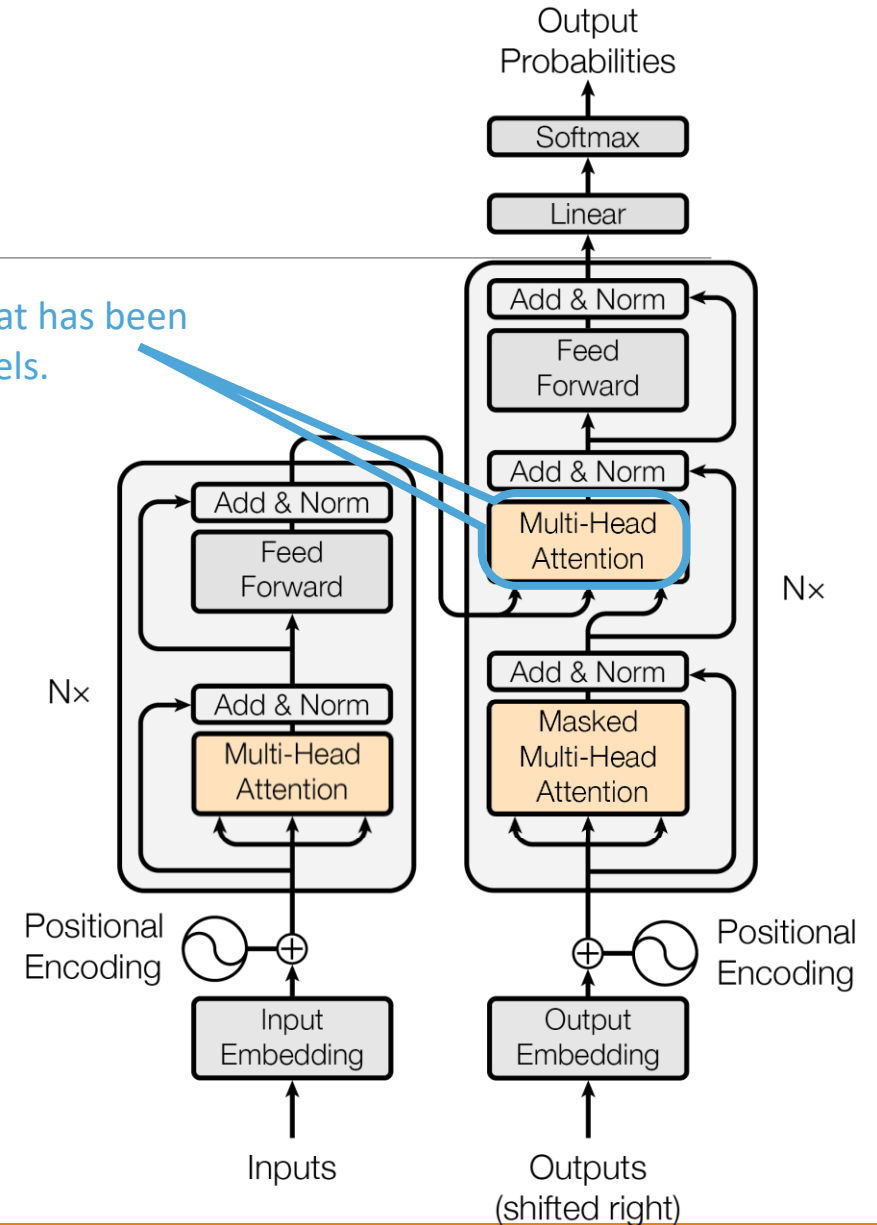 Output
Probabilities
Softmax
Linear
at has been
els.
Add & Norm
Feed
Forward
Add & Norm
Multi-Head
Attention
Nx
Add & Norm
Masked
Multi-Head
Attention
Add & Norm
Feed
Forward
Nx
Add & Norm
Multi-Head
Attention
Positional
Encoding
Positional
Encoding
Input
Embedding
Output
Embedding
Inputs
Outputs
(shifted right)